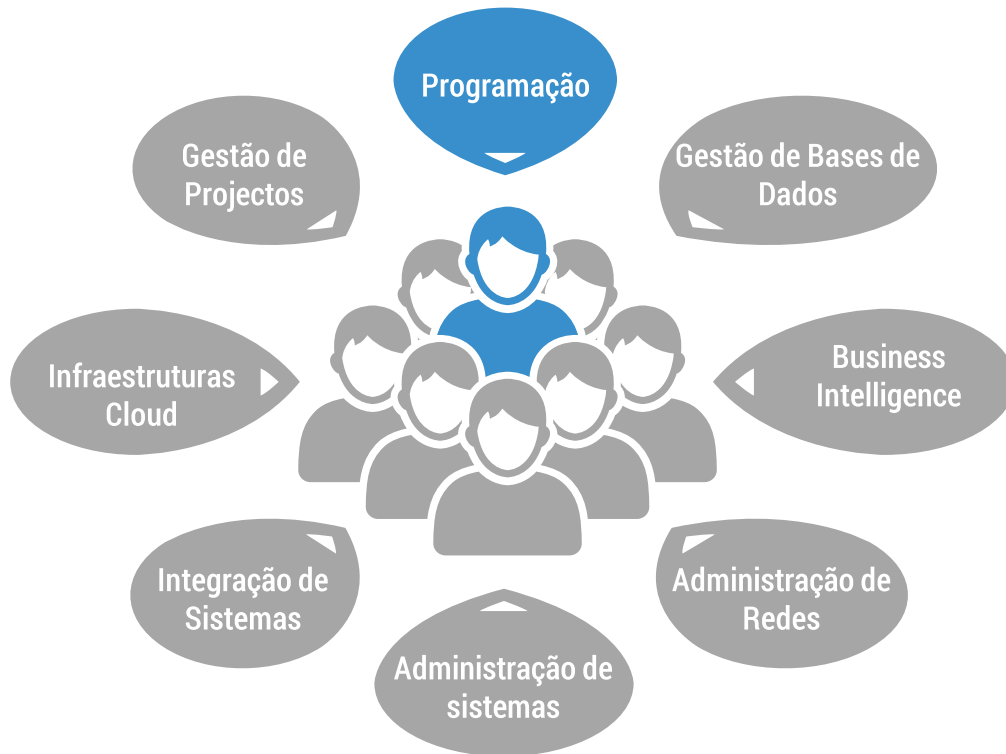 Programação
Gestão de
Projectos
Gestão de Bases de
Dados
Infraestruturas
Cloud
Business
Intelligence
Integração de
Sistemas
Administração de
Redes
Administração de
sistemas